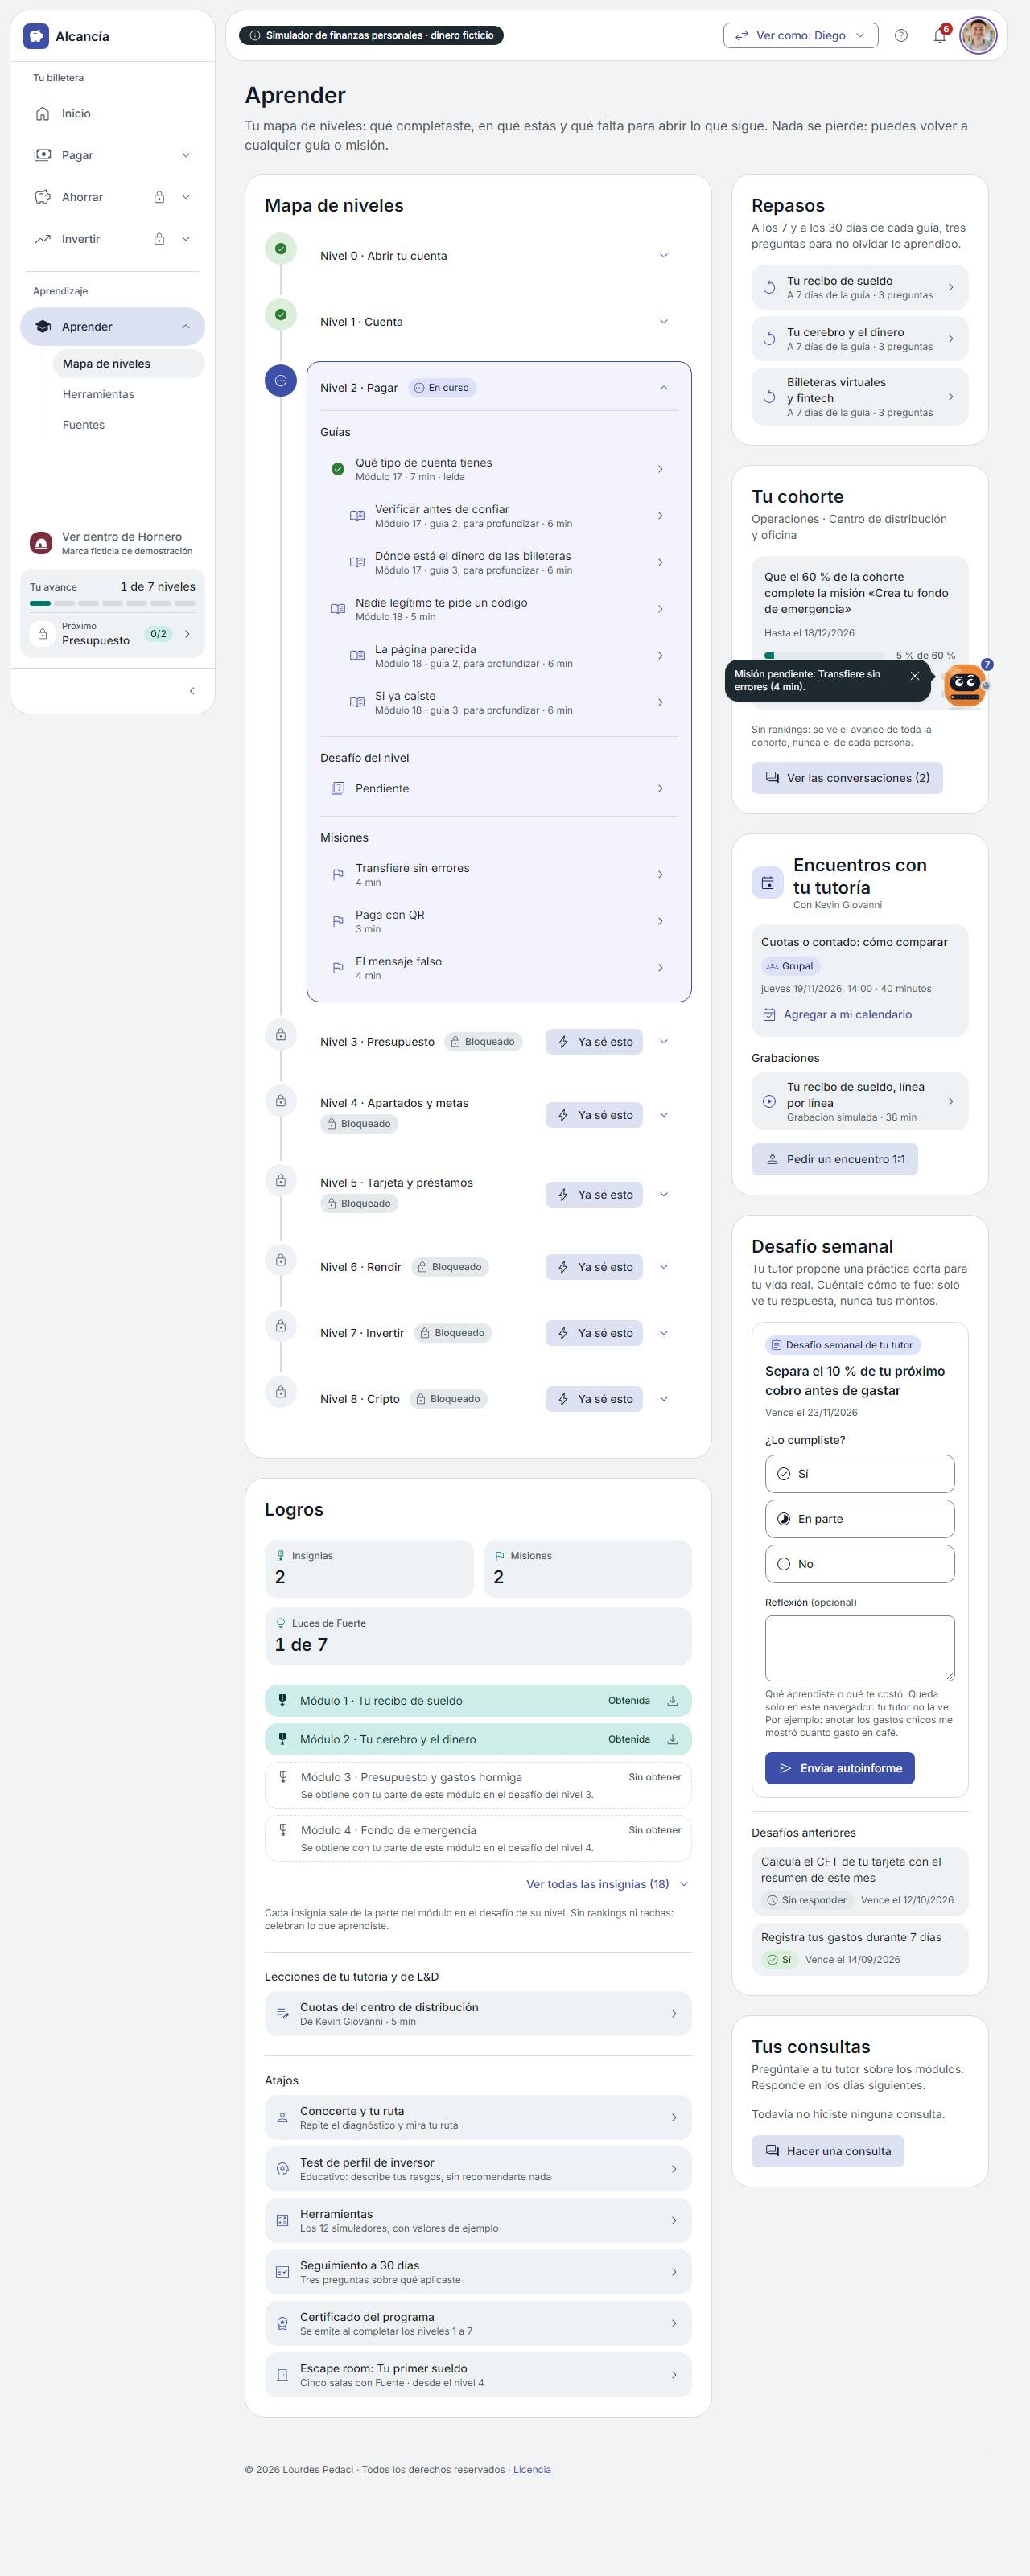 Alcancía
Tu billetera
Inicio
Pagar
Ahorrar
Invertir
Aprendizaje
Aprender
Mapa de niveles
Herramientas
Fuentes
Ver dentro de Hornero
Marca ficticia de demostración
Tu avance 1 de 7 niveles
Próximo
Presupuesto 0/2
Simulador de finanzas personales · dinero ficticio
Ver como: Diego
6
Aprender
Tu mapa de niveles: qué completaste, en qué estás y qué falta para abrir lo que sigue. Nada se pierde: puedes volver a
cualquier guía o misión.
Mapa de niveles
Nivel 0 · Abrir tu cuenta
Nivel 1 · Cuenta
Nivel 2 · Pagar En curso
Guías
Qué tipo de cuenta tienes
Módulo 17 · 7 min · leída
Verificar antes de confiar
Módulo 17 · guía 2, para profundizar · 6 min
Dónde está el dinero de las billeteras
Módulo 17 · guía 3, para profundizar · 6 min
Nadie legítimo te pide un código
Módulo 18 · 5 min
La página parecida
Módulo 18 · guía 2, para profundizar · 6 min
Si ya caíste
Módulo 18 · guía 3, para profundizar · 6 min
Desafío del nivel
Pendiente
Misiones
Transfiere sin errores
4 min
Paga con QR
3 min
El mensaje falso
4 min
Nivel 3 · Presupuesto Bloqueado Ya sé esto
Nivel 4 · Apartados y metas
Bloqueado Ya sé esto
Nivel 5 · Tarjeta y préstamos
Bloqueado Ya sé esto
Nivel 6 · Rendir Bloqueado Ya sé esto
Nivel 7 · Invertir Bloqueado Ya sé esto
Nivel 8 · Cripto Bloqueado Ya sé esto
Logros
Insignias
2
Misiones
2
Luces de Fuerte
1 de 7
Módulo 1 · Tu recibo de sueldo Obtenida
Módulo 2 · Tu cerebro y el dinero Obtenida
Módulo 3 · Presupuesto y gastos hormiga Sin obtener
Se obtiene con tu parte de este módulo en el desafío del nivel 3.
Módulo 4 · Fondo de emergencia Sin obtener
Se obtiene con tu parte de este módulo en el desafío del nivel 4.
Ver todas las insignias (18)
Cada insignia sale de la parte del módulo en el desafío de su nivel. Sin rankings ni rachas:
celebran lo que aprendiste.
Lecciones de tu tutoría y de L&D
Cuotas del centro de distribución
De Kevin Giovanni · 5 min
Atajos
Conocerte y tu ruta
Repite el diagnóstico y mira tu ruta
Test de perfil de inversor
Educativo: describe tus rasgos, sin recomendarte nada
Herramientas
Los 12 simuladores, con valores de ejemplo
Seguimiento a 30 días
Tres preguntas sobre qué aplicaste
Certificado del programa
Se emite al completar los niveles 1 a 7
Escape room: Tu primer sueldo
Cinco salas con Fuerte · desde el nivel 4
Repasos
A los 7 y a los 30 días de cada guía, tres
preguntas para no olvidar lo aprendido.
Tu recibo de sueldo
A 7 días de la guía · 3 preguntas
Tu cerebro y el dinero
A 7 días de la guía · 3 preguntas
Billeteras virtuales
y fintech
A 7 días de la guía · 3 preguntas
Tu cohorte
Operaciones · Centro de distribución
y oficina
Que el 60 % de la cohorte
complete la misión «Crea tu fondo
de emergencia»
Hasta el 18/12/2026
5 % de 60 %
Misión pendiente: Transfiere sin
errores (4 min).
7
Sin rankings: se ve el avance de toda la
cohorte, nunca el de cada persona.
Ver las conversaciones (2)
Encuentros con
tu tutoría
Con Kevin Giovanni
Cuotas o contado: cómo comparar
Grupal
jueves 19/11/2026, 14:00 · 40 minutos
Agregar a mi calendario
Grabaciones
Tu recibo de sueldo, línea
por línea
Grabación simulada · 38 min
Pedir un encuentro 1:1
Desafío semanal
Tu tutor propone una práctica corta para
tu vida real. Cuéntale cómo te fue: solo
ve tu respuesta, nunca tus montos.
Desafío semanal de tu tutor
Separa el 10 % de tu próximo
cobro antes de gastar
Vence el 23/11/2026
¿Lo cumpliste?
Sí
En parte
No
Reflexión (opcional)
Qué aprendiste o qué te costó. Queda
solo en este navegador: tu tutor no la ve.
Por ejemplo: anotar los gastos chicos me
mostró cuánto gasto en café.
Enviar autoinforme
Desafíos anteriores
Calcula el CFT de tu tarjeta con el
resumen de este mes
Sin responder Vence el 12/10/2026
Registra tus gastos durante 7 días
Sí Vence el 14/09/2026
Tus consultas
Pregúntale a tu tutor sobre los módulos.
Responde en los días siguientes.
Todavía no hiciste ninguna consulta.
Hacer una consulta
© 2026 Lourdes Pedaci · Todos los derechos reservados · Licencia